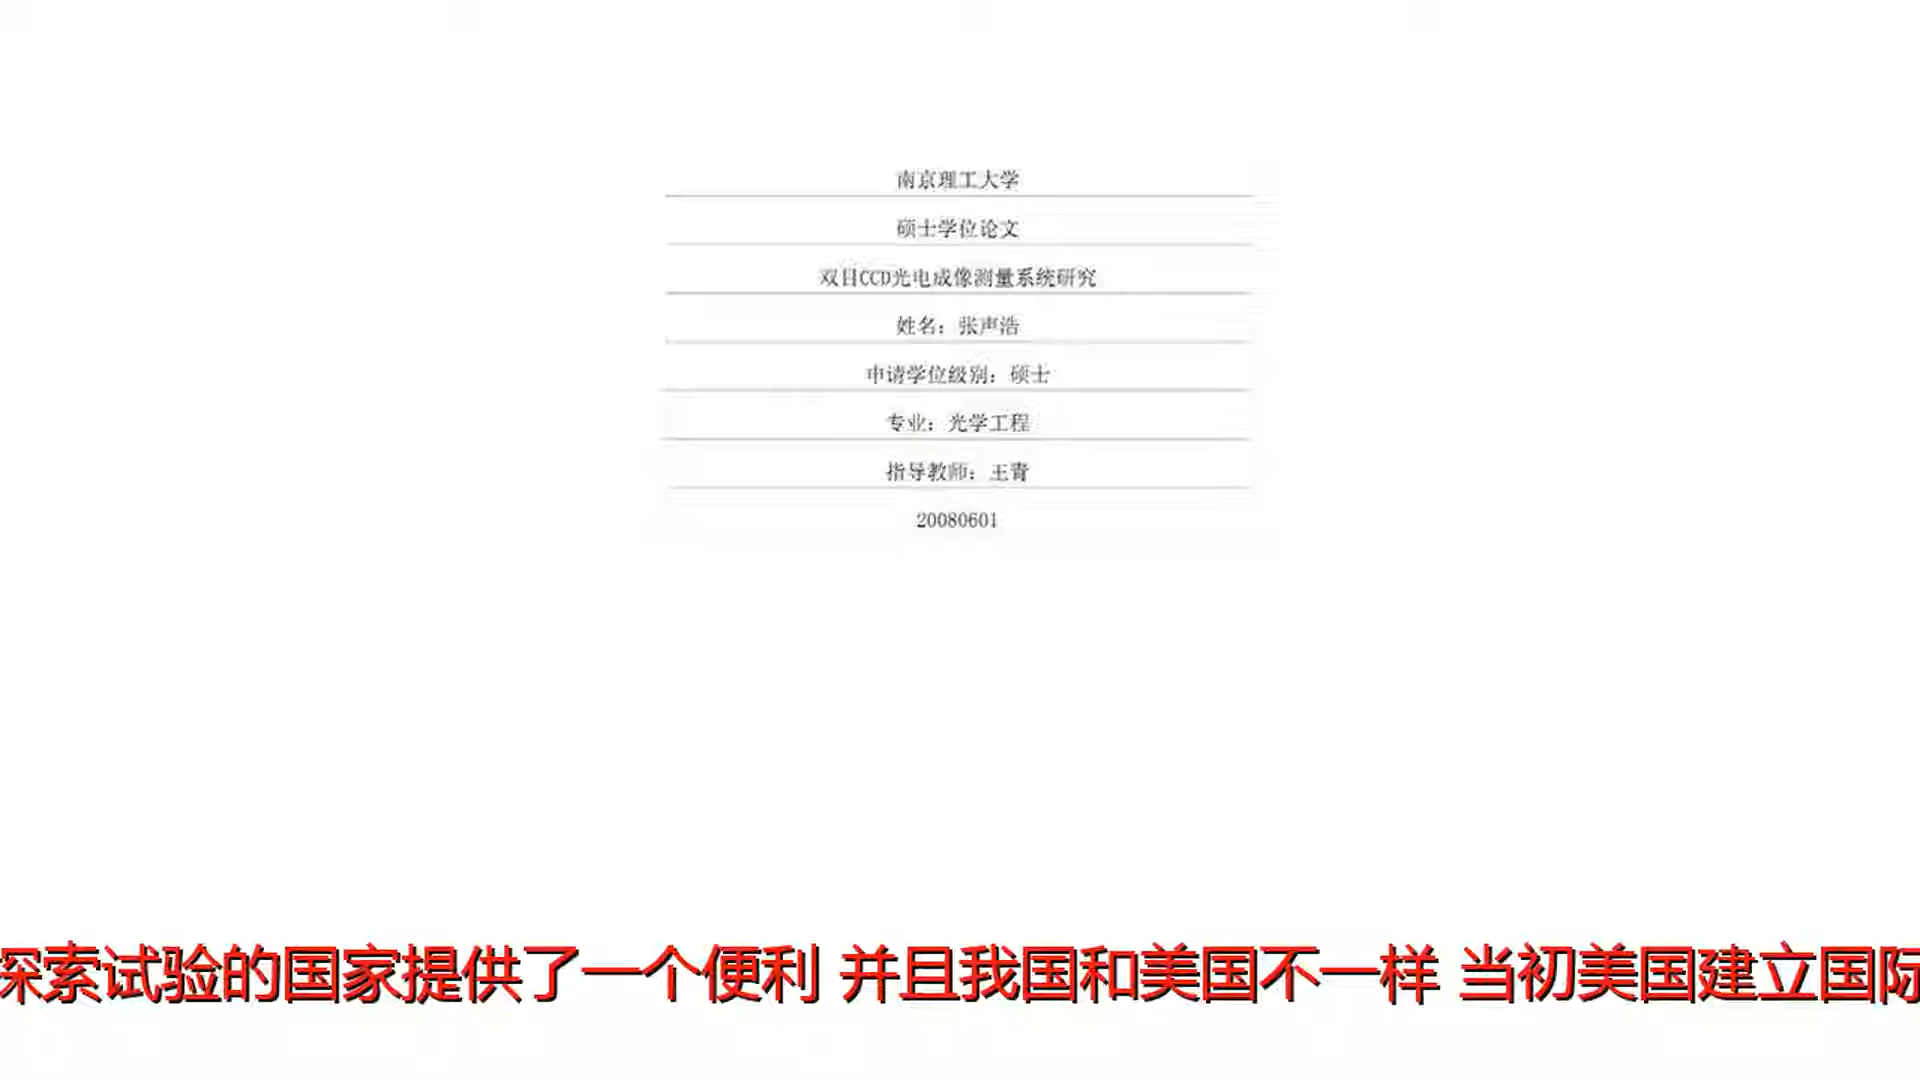 南京理工大学
硕士学位论文
双目CCD光电成像测量系统研究
姓名：张声浩
申请学位级别：硕士
专业：光学工程
指导教师：王青
20080601
探索试验的国家提供了一个便利 并且我国和美国不一样 当初美国建立国际